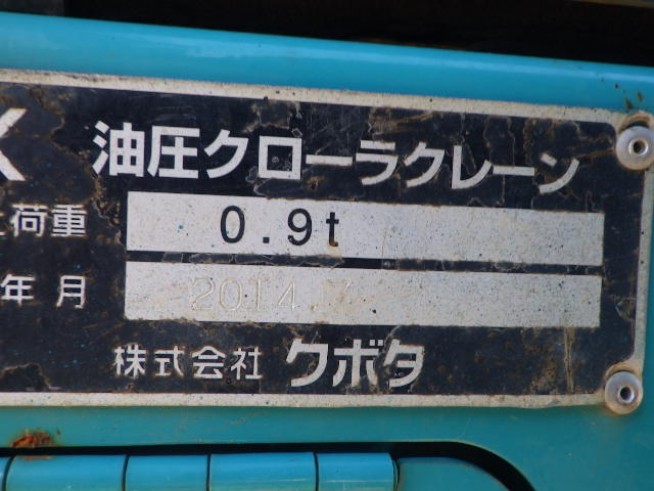 油圧クローラクレーン
荷重 0.9t
年月 2014
株式会社クボタ